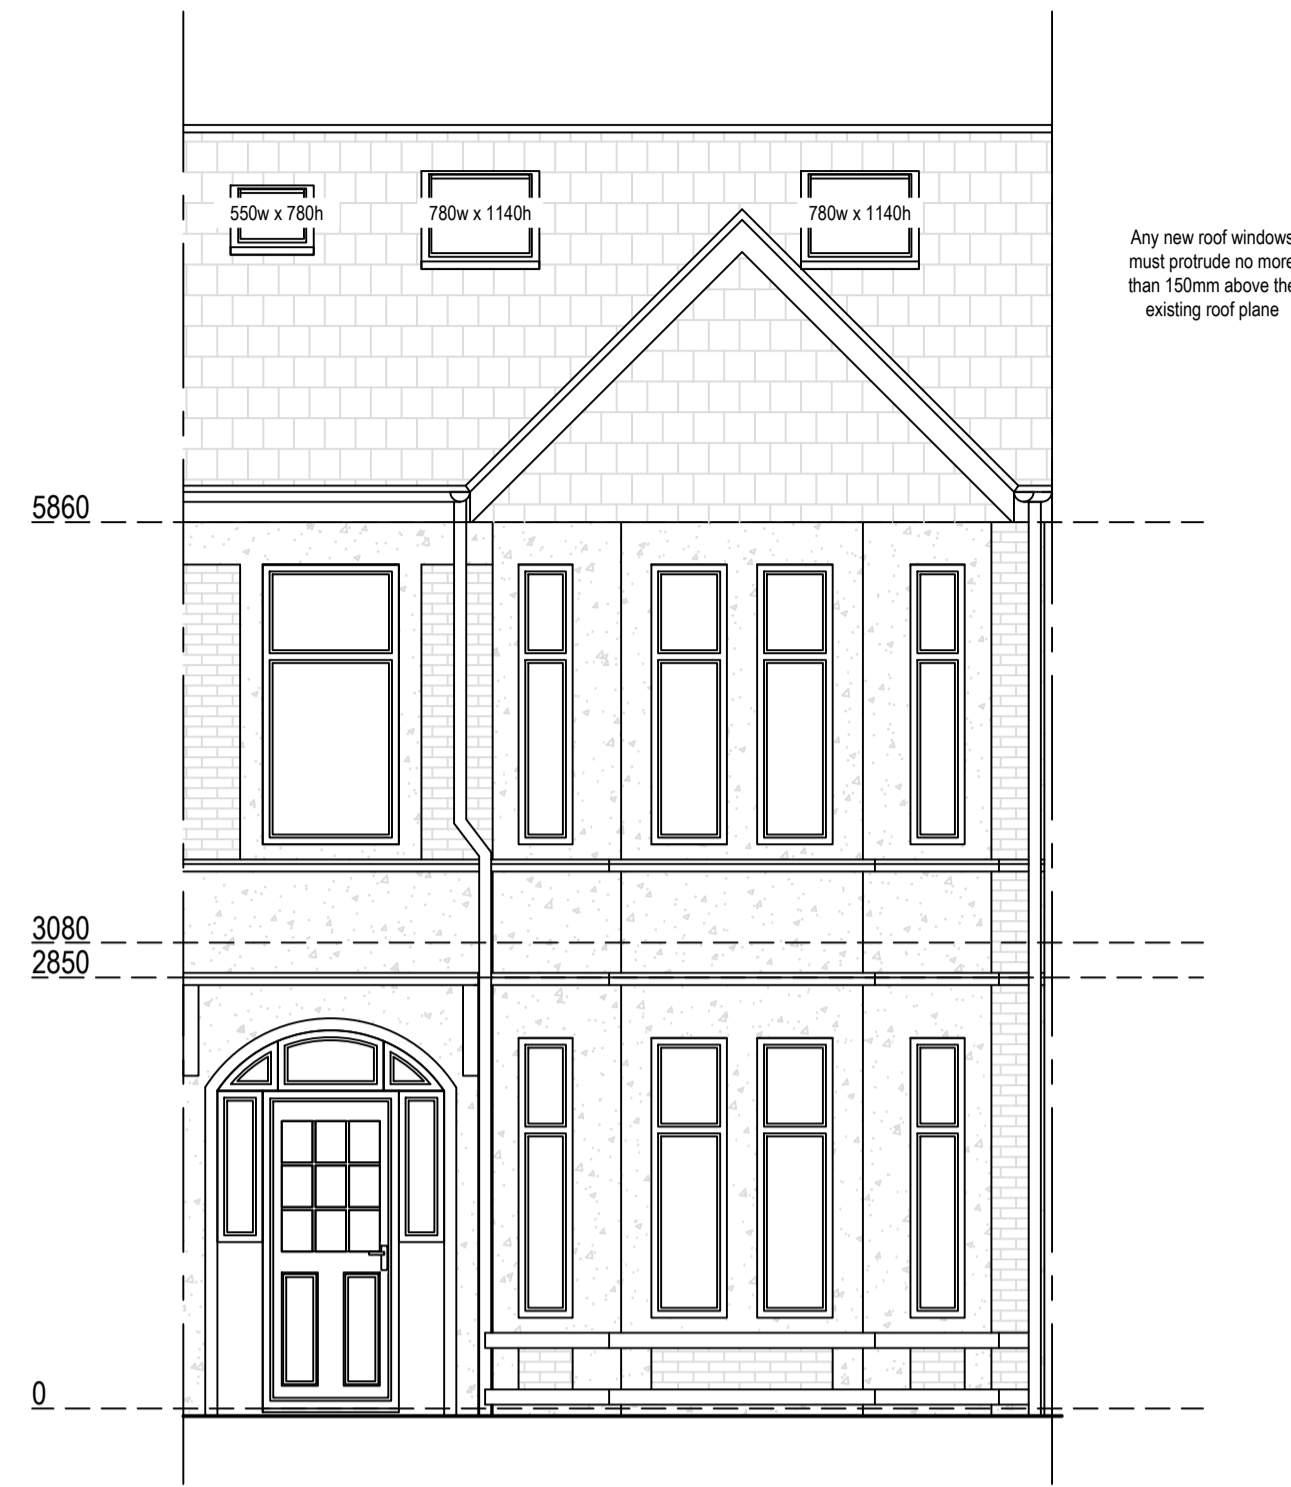 550w x 780h
780w x 1140h
780w x 1140h
Any new roof windows
must protrude no more
than 150mm above the
existing roof plane
5860
3080
2850
0